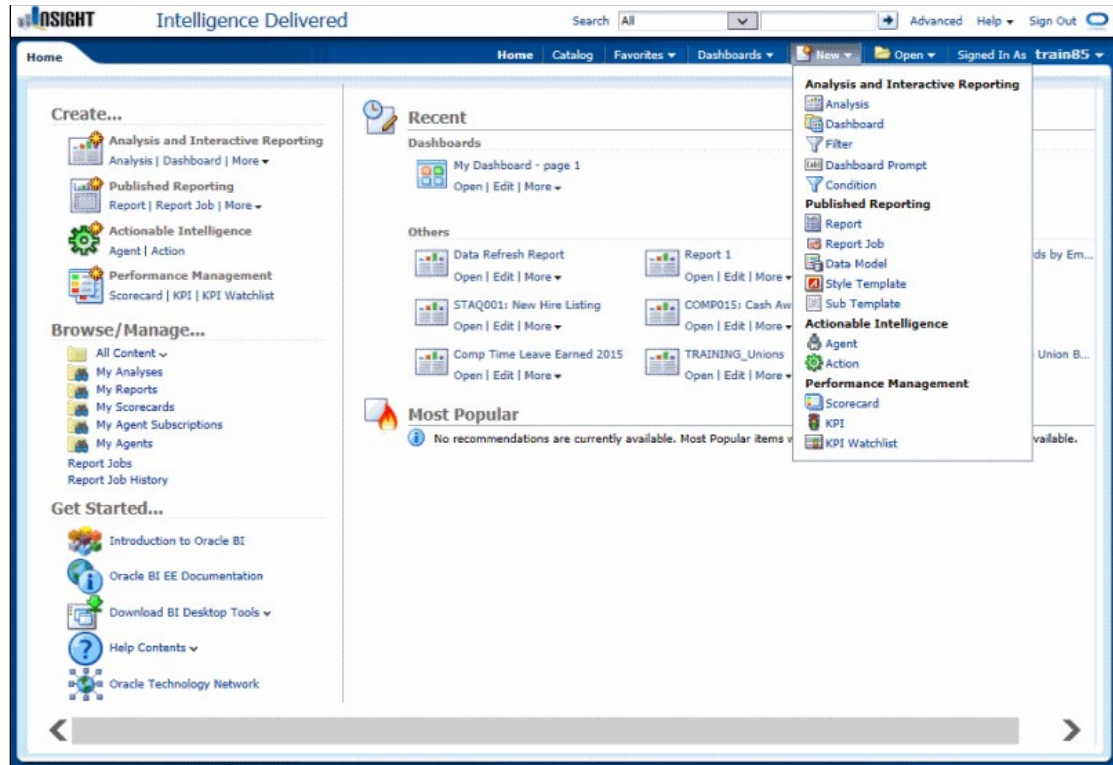 INSIGHT Intelligence Delivered Search All Advanced Help Sign Out
Home Home Catalog Favorites Dashboards New Open Signed In As train85
Create...
Analysis and Interactive Reporting
Analysis | Dashboard | More
Published Reporting
Report | Report Job | More
Actionable Intelligence
Agent | Action
Performance Management
Scorecard | KPI | KPI Watchlist
Browse/Manage...
All Content
My Analyses
My Reports
My Scorecards
My Agent Subscriptions
My Agents
Report Jobs
Report Job History
Get Started...
Introduction to Oracle BI
Oracle BI EE Documentation
Download BI Desktop Tools
Help Contents
Oracle Technology Network
Recent
Dashboards
My Dashboard - page 1
Open | Edit | More
Others
Data Refresh Report Report 1 ds by Em...
Open | Edit | More Open | Edit | More
STAQ001: New Hire Listing COMP015: Cash Aw
Open | Edit | More Open | Edit | More
Comp Time Leave Earned 2015 TRAINING_Unions Union B...
Open | Edit | More Open | Edit | More
Most Popular
No recommendations are currently available. Most Popular items w vailable.
Analysis and Interactive Reporting
Analysis
Dashboard
Filter
Dashboard Prompt
Condition
Published Reporting
Report
Report Job
Data Model
Style Template
Sub Template
Actionable Intelligence
Agent
Action
Performance Management
Scorecard
KPI
KPI Watchlist